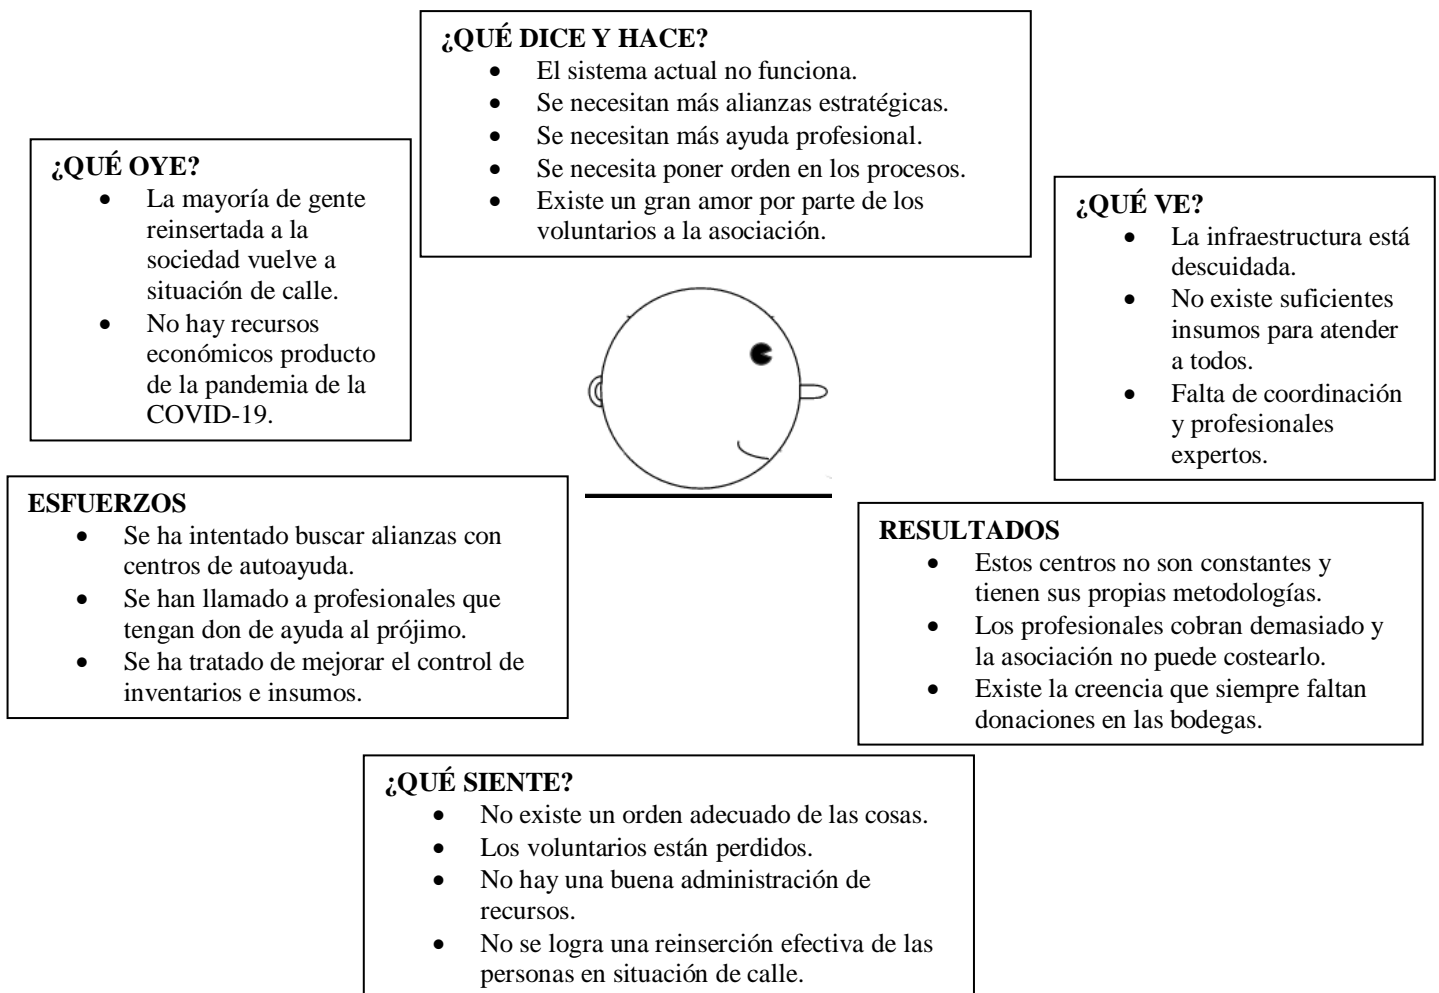 ¿QUÉ DICE Y HACE?
• El sistema actual no funciona.
• Se necesitan más alianzas estratégicas.
• Se necesitan más ayuda profesional.
• Se necesita poner orden en los procesos.
• Existe un gran amor por parte de los
voluntarios a la asociación.
¿QUÉ OYE?
• La mayoría de gente
reinsertada a la
sociedad vuelve a
situación de calle.
• No hay recursos
económicos producto
de la pandemia de la
COVID-19.
¿QUÉ VE?
• La infraestructura está
descuidada.
• No existe suficientes
insumos para atender
a todos.
• Falta de coordinación
y profesionales
expertos.
ESFUERZOS
• Se ha intentado buscar alianzas con
centros de autoayuda.
• Se han llamado a profesionales que
tengan don de ayuda al prójimo.
• Se ha tratado de mejorar el control de
inventarios e insumos.
RESULTADOS
• Estos centros no son constantes y
tienen sus propias metodologías.
• Los profesionales cobran demasiado y
la asociación no puede costearlo.
• Existe la creencia que siempre faltan
donaciones en las bodegas.
¿QUÉ SIENTE?
• No existe un orden adecuado de las cosas.
• Los voluntarios están perdidos.
• No hay una buena administración de
recursos.
• No se logra una reinserción efectiva de las
personas en situación de calle.